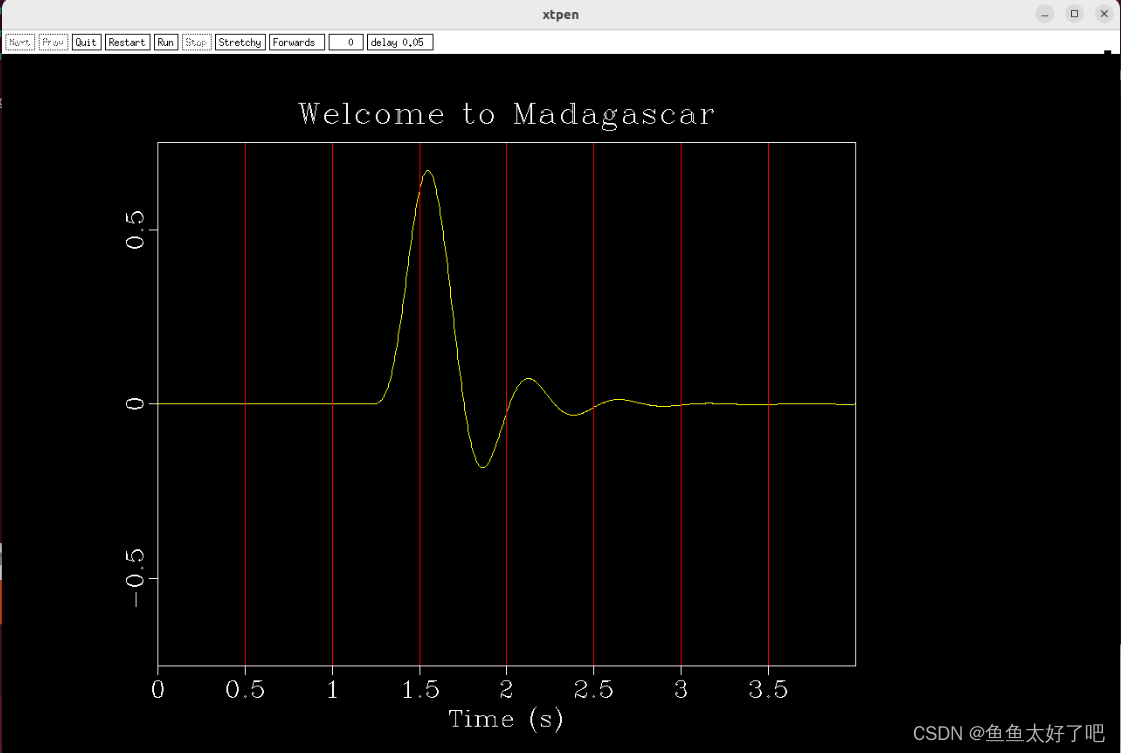 xtpen
Next Prev Quit Restart Run Stop Stretchy Forwards 0 delay 0.05
Welcome to Madagascar
0.5
0
−0.5
0 0.5 1 1.5 2 2.5 3 3.5
Time (s)
CSDN @鱼鱼太好了吧